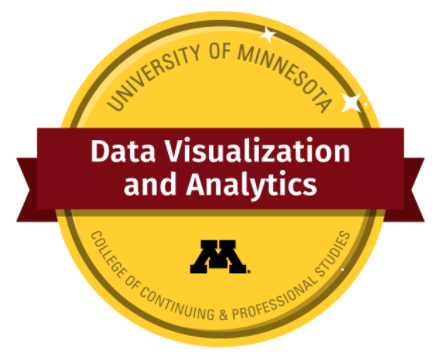 UNIVERSITY OF MINNESOTA
Data Visualization
and Analytics
M
COLLEGE OF CONTINUING & PROFESSIONAL STUDIES